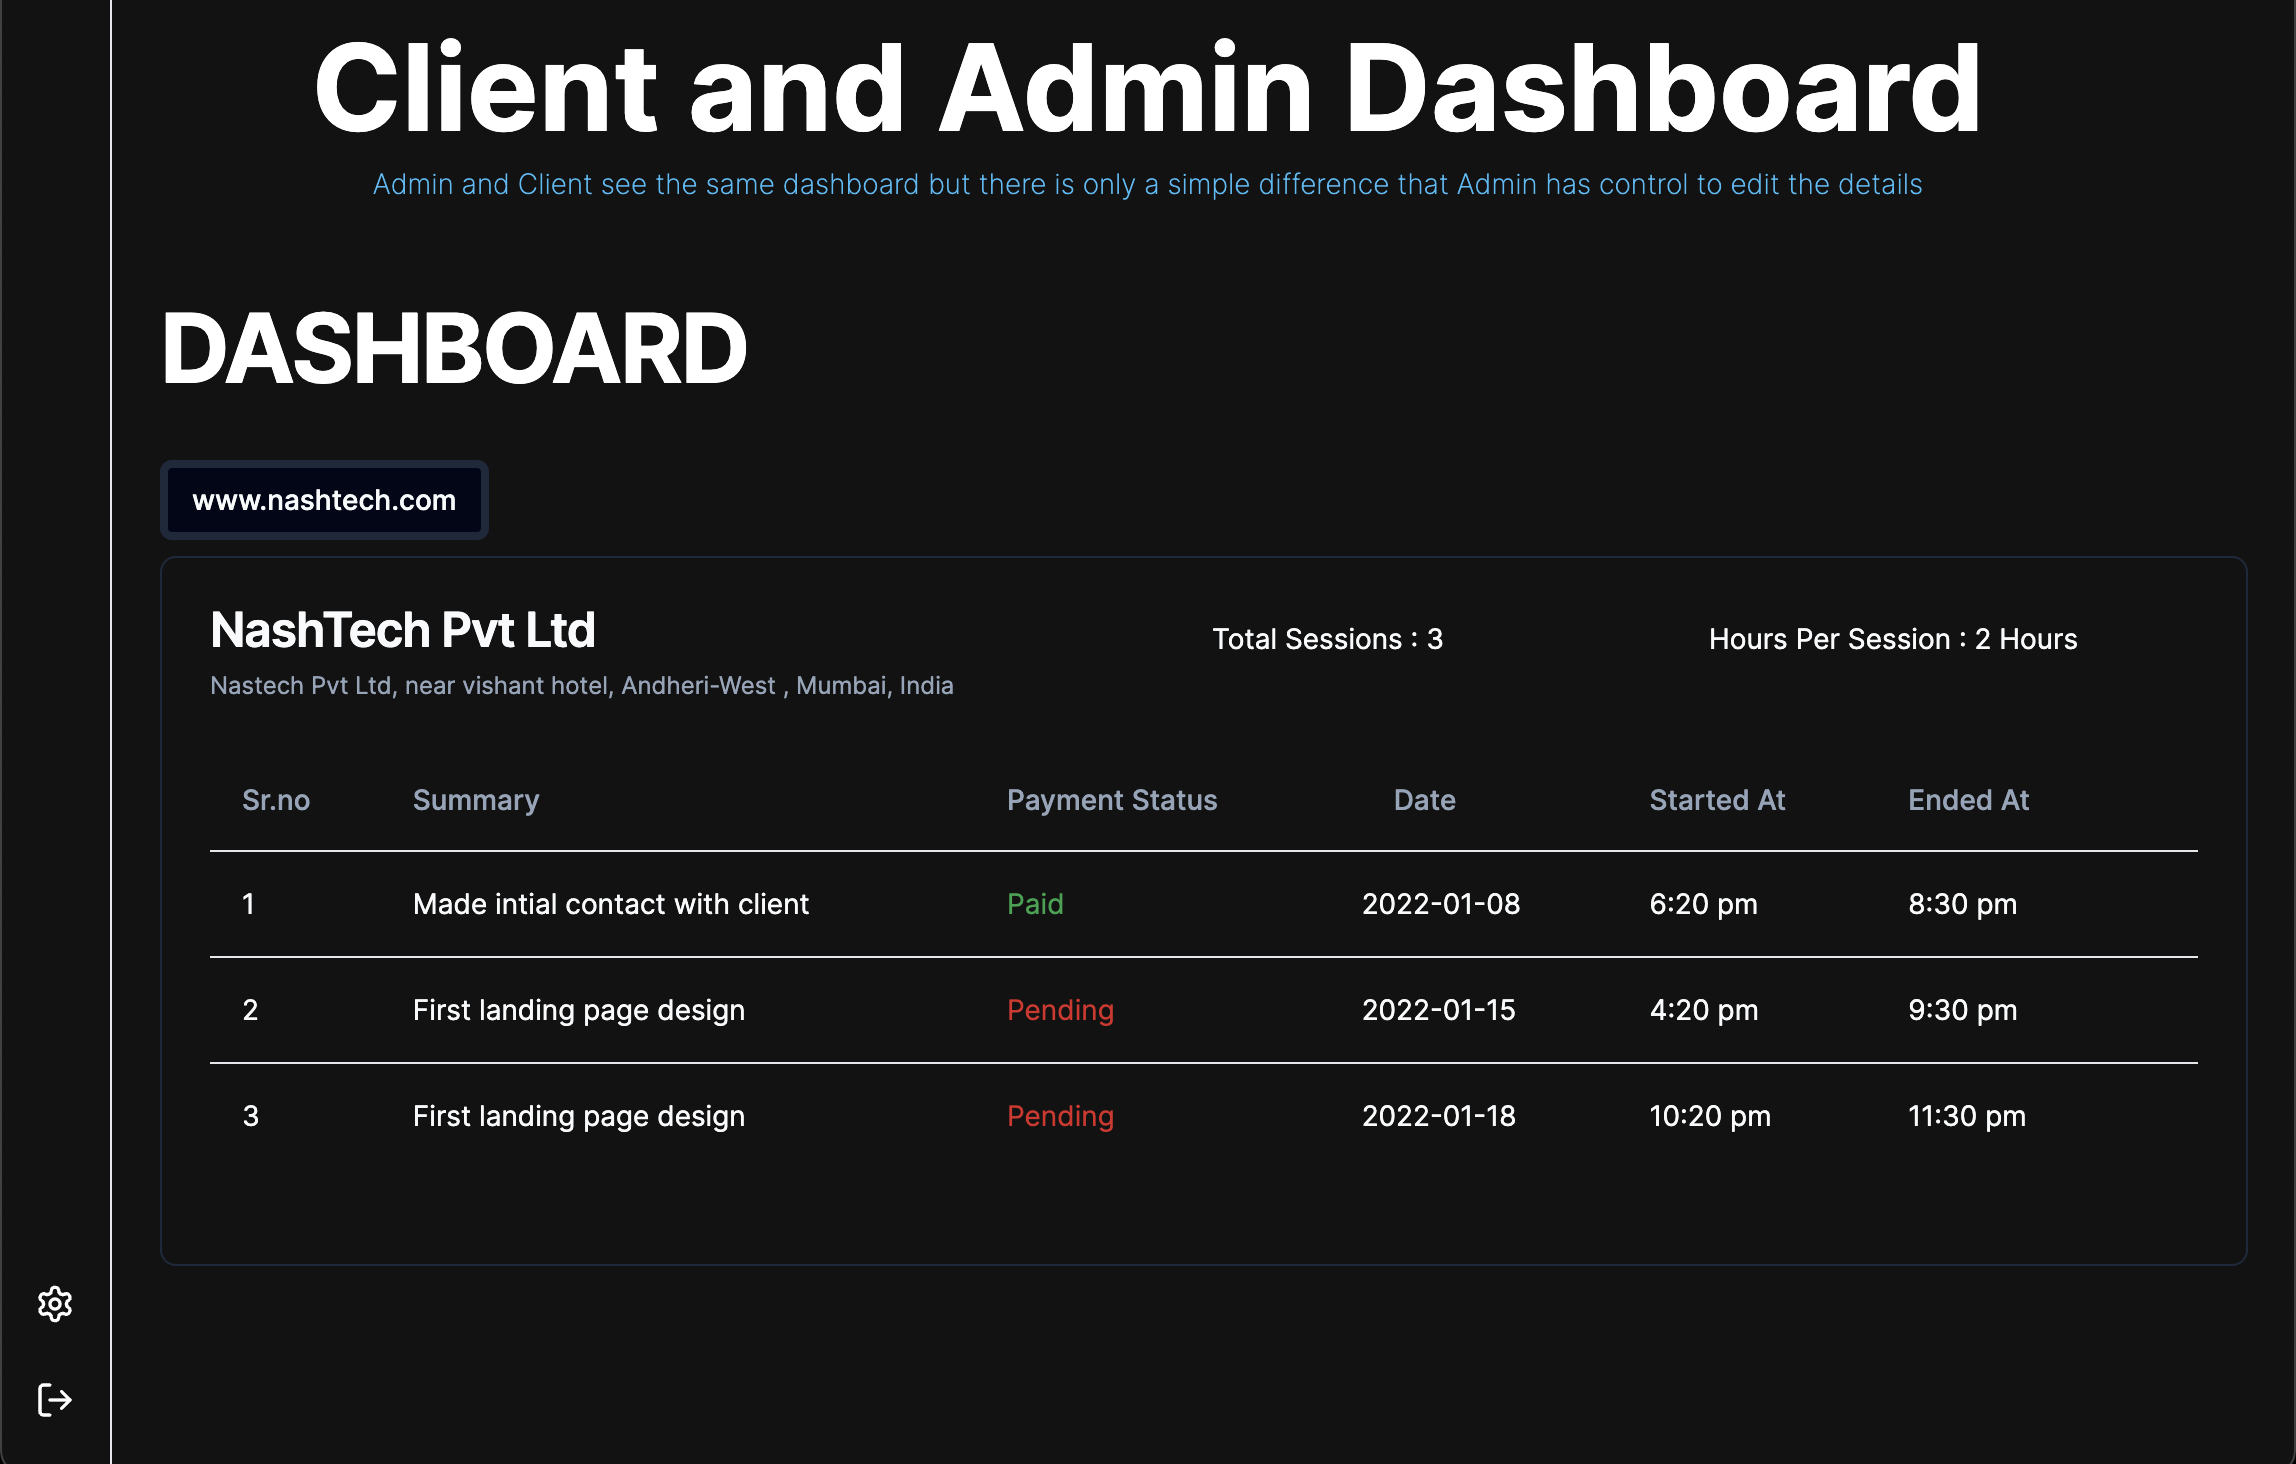 Client and Admin Dashboard
Admin and Client see the same dashboard but there is only a simple difference that Admin has control to edit the details
DASHBOARD
www.nashtech.com
NashTech Pvt Ltd
Total Sessions : 3
Hours Per Session : 2 Hours
Nastech Pvt Ltd, near vishant hotel, Andheri-West , Mumbai, India
Sr.no Summary Payment Status Date Started At Ended At
1 Made intial contact with client Paid 2022-01-08 6:20 pm 8:30 pm
2 First landing page design Pending 2022-01-15 4:20 pm 9:30 pm
3 First landing page design Pending 2022-01-18 10:20 pm 11:30 pm